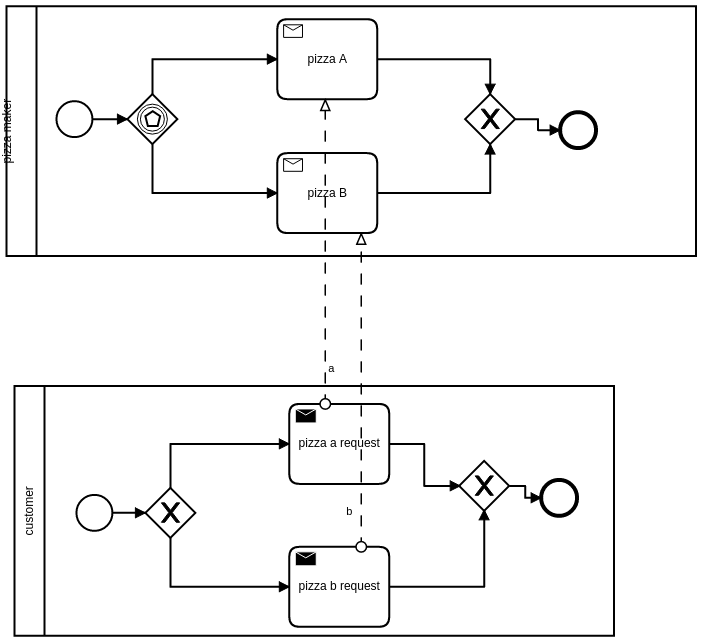 pizza maker
pizza A
pizza B
a
customer
pizza a request
b
pizza b request